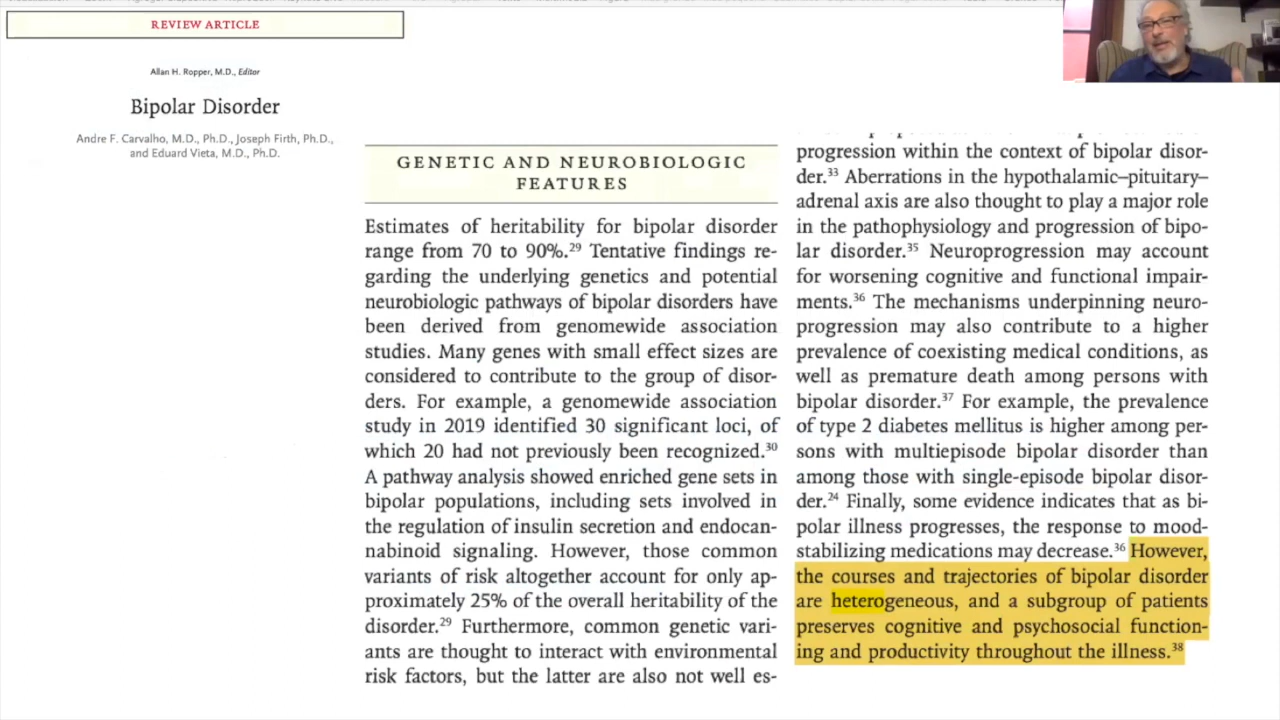 REVIEW ARTICLE
Allan H. Ropper, M.D., Editor
Bipolar Disorder
Andre F. Carvalho, M.D., Ph.D., Joseph Firth, Ph.D.,
and Eduard Vieta, M.D., Ph.D.
GENETIC AND NEUROBIOLOGIC
FEATURES
Estimates of heritability for bipolar disorder
range from 70 to 90%.29 Tentative findings re-
garding the underlying genetics and potential
neurobiologic pathways of bipolar disorders have
been derived from genomewide association
studies. Many genes with small effect sizes are
considered to contribute to the group of disor-
ders. For example, a genomewide association
study in 2019 identified 30 significant loci, of
which 20 had not previously been recognized.30
A pathway analysis showed enriched gene sets in
bipolar populations, including sets involved in
the regulation of insulin secretion and endocan-
nabinoid signaling. However, those common
variants of risk altogether account for only ap-
proximately 25% of the overall heritability of the
disorder.29 Furthermore, common genetic vari-
ants are thought to interact with environmental
risk factors, but the latter are also not well es-
progression within the context of bipolar disor-
der.33 Aberrations in the hypothalamic–pituitary–
adrenal axis are also thought to play a major role
in the pathophysiology and progression of bipo-
lar disorder.35 Neuroprogression may account
for worsening cognitive and functional impair-
ments.36 The mechanisms underpinning neuro-
progression may also contribute to a higher
prevalence of coexisting medical conditions, as
well as premature death among persons with
bipolar disorder.37 For example, the prevalence
of type 2 diabetes mellitus is higher among per-
sons with multiepisode bipolar disorder than
among those with single-episode bipolar disor-
der.24 Finally, some evidence indicates that as bi-
polar illness progresses, the response to mood-
stabilizing medications may decrease.36 However,
the courses and trajectories of bipolar disorder
are heterogeneous, and a subgroup of patients
preserves cognitive and psychosocial function-
ing and productivity throughout the illness.38